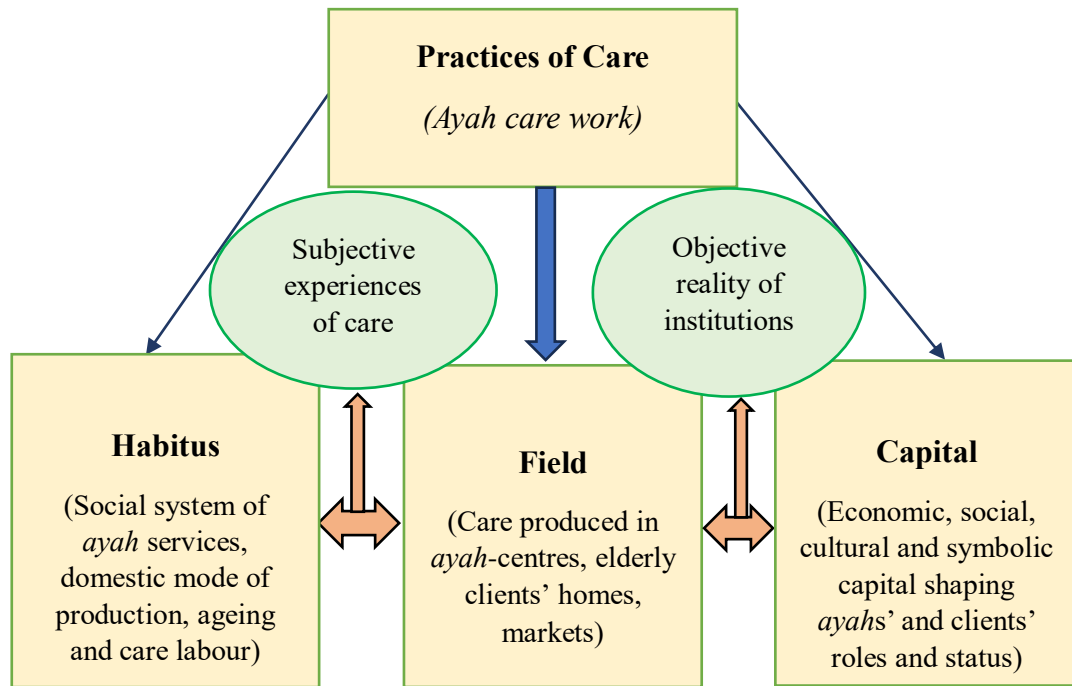 Practices of Care
(Ayah care work)
Subjective
experiences
of care
Objective
reality of
institutions
Habitus
(Social system of
ayah services,
domestic mode of
production, ageing
and care labour)
Field
(Care produced in
ayah-centres, elderly
clients’ homes,
markets)
Capital
(Economic, social,
cultural and symbolic
capital shaping
ayahs’ and clients’
roles and status)